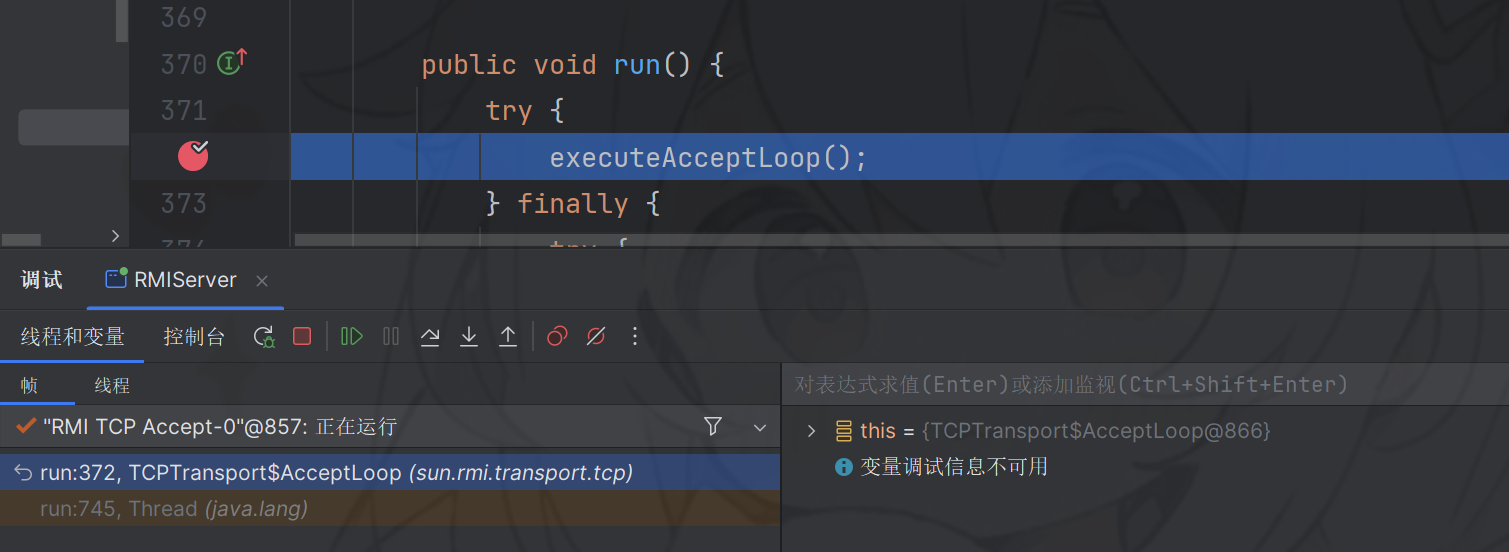 369
370 public void run() {
371 try {
executeAcceptLoop();
373 } finally {
374 try {
调试 RMIServer
线程和变量 控制台
帧 线程
对表达式求值(Enter)或添加监视(Ctrl+Shift+Enter)
"RMI TCP Accept-0"@857: 正在运行
this = {TCPTransport$AcceptLoop@866}
run:372, TCPTransport$AcceptLoop (sun.rmi.transport.tcp)
变量调试信息不可用
run:745, Thread (java.lang)